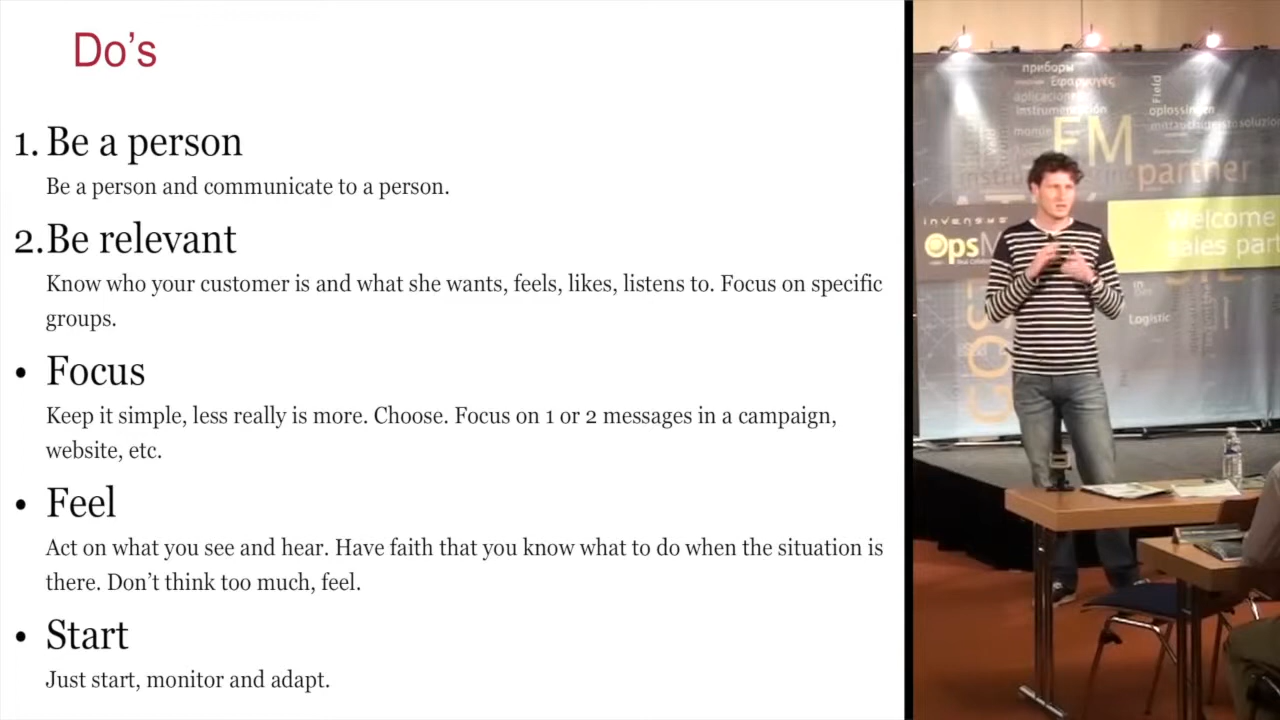 Do's
1. Be a person
Be a person and communicate to a person.
2. Be relevant
Know who your customer is and what she wants, feels, likes, listens to. Focus on specific
groups.
• Focus
Keep it simple, less really is more. Choose. Focus on 1 or 2 messages in a campaign,
website, etc.
• Feel
Act on what you see and hear. Have faith that you know what to do when the situation is
there. Don't think too much, feel.
• Start
Just start, monitor and adapt.
приборы
Εφαρμογές
Field
oplossingen
EM
partner
invensys
OpsM
Welcome
sales part
Logistic